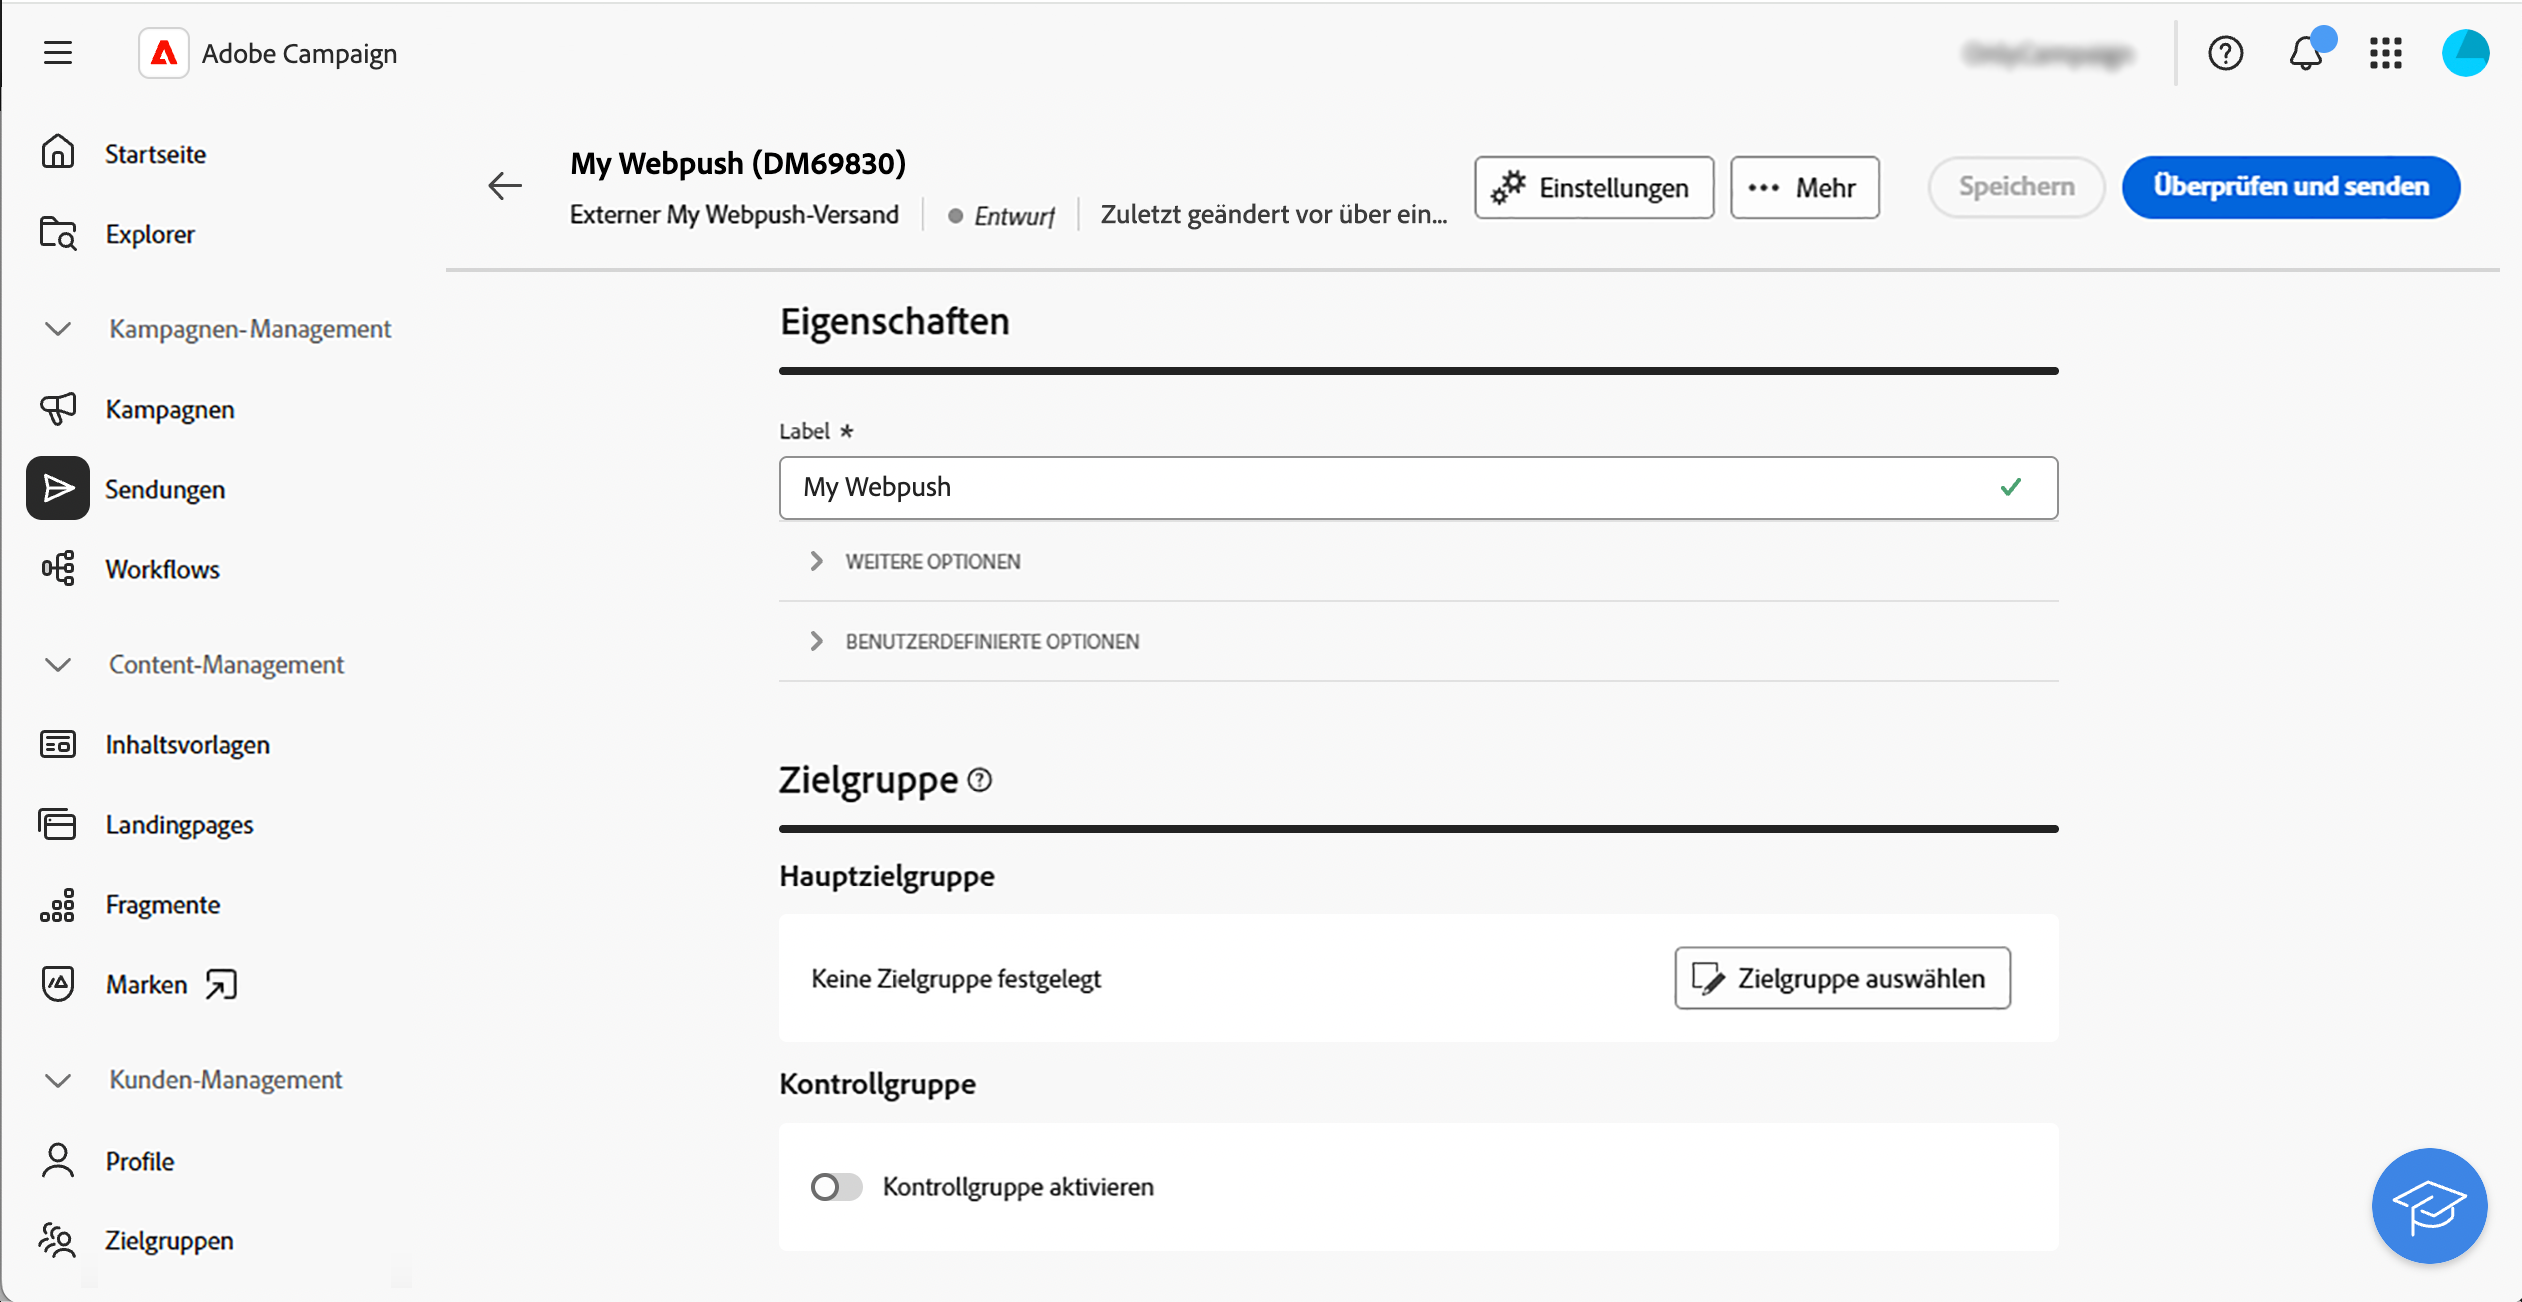 Adobe Campaign
Startseite
Explorer
Kampagnen-Management
Kampagnen
Sendungen
Workflows
Content-Management
Inhaltsvorlagen
Landingpages
Fragmente
Marken
Kunden-Management
Profile
Zielgruppen
My Webpush (DM69830)
Externer My Webpush-Versand
Entwurf
Zuletzt geändert vor über ein...
Einstellungen
Mehr
Speichern
Überprüfen und senden
Eigenschaften
Label *
My Webpush
WEITERE OPTIONEN
BENUTZERDEFINIERTE OPTIONEN
Zielgruppe
Hauptzielgruppe
Keine Zielgruppe festgelegt
Zielgruppe auswählen
Kontrollgruppe
Kontrollgruppe aktivieren